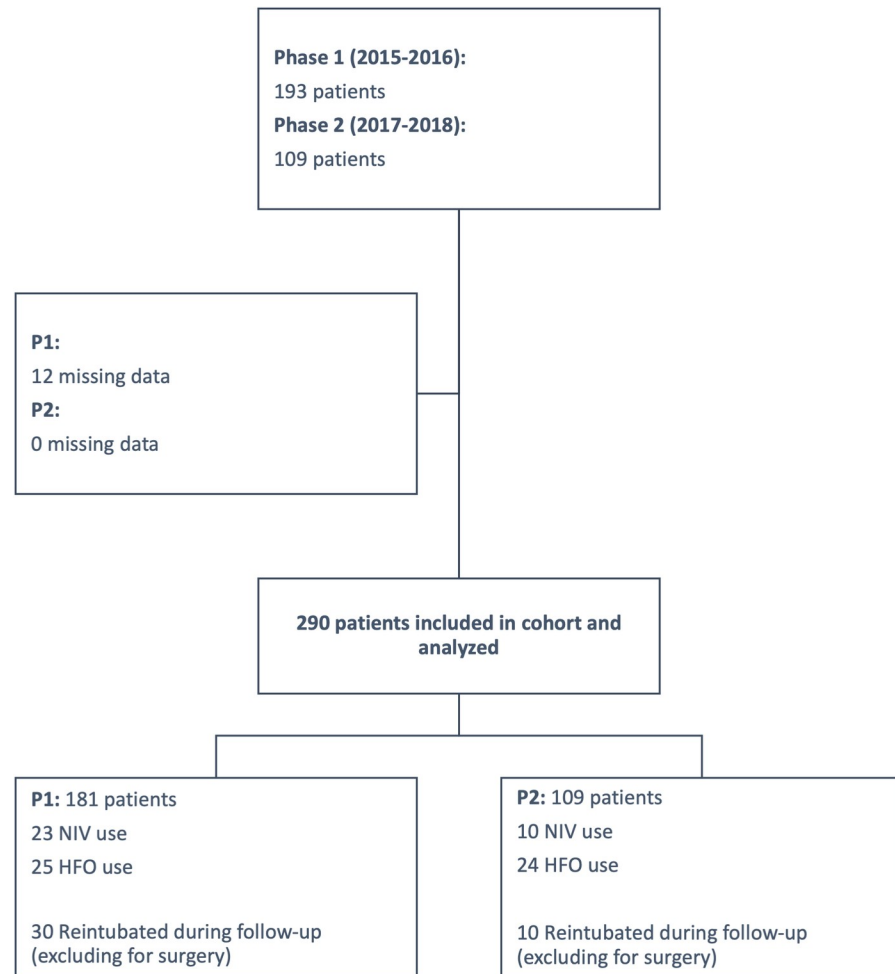 Phase 1 (2015-2016):
193 patients
Phase 2 (2017-2018):
109 patients
P1:
12 missing data
P2:
0 missing data
290 patients included in cohort and
analyzed
P1: 181 patients
23 NIV use
25 HFO use
30 Reintubated during follow-up
(excluding for surgery)
P2: 109 patients
10 NIV use
24 HFO use
10 Reintubated during follow-up
(excluding for surgery)